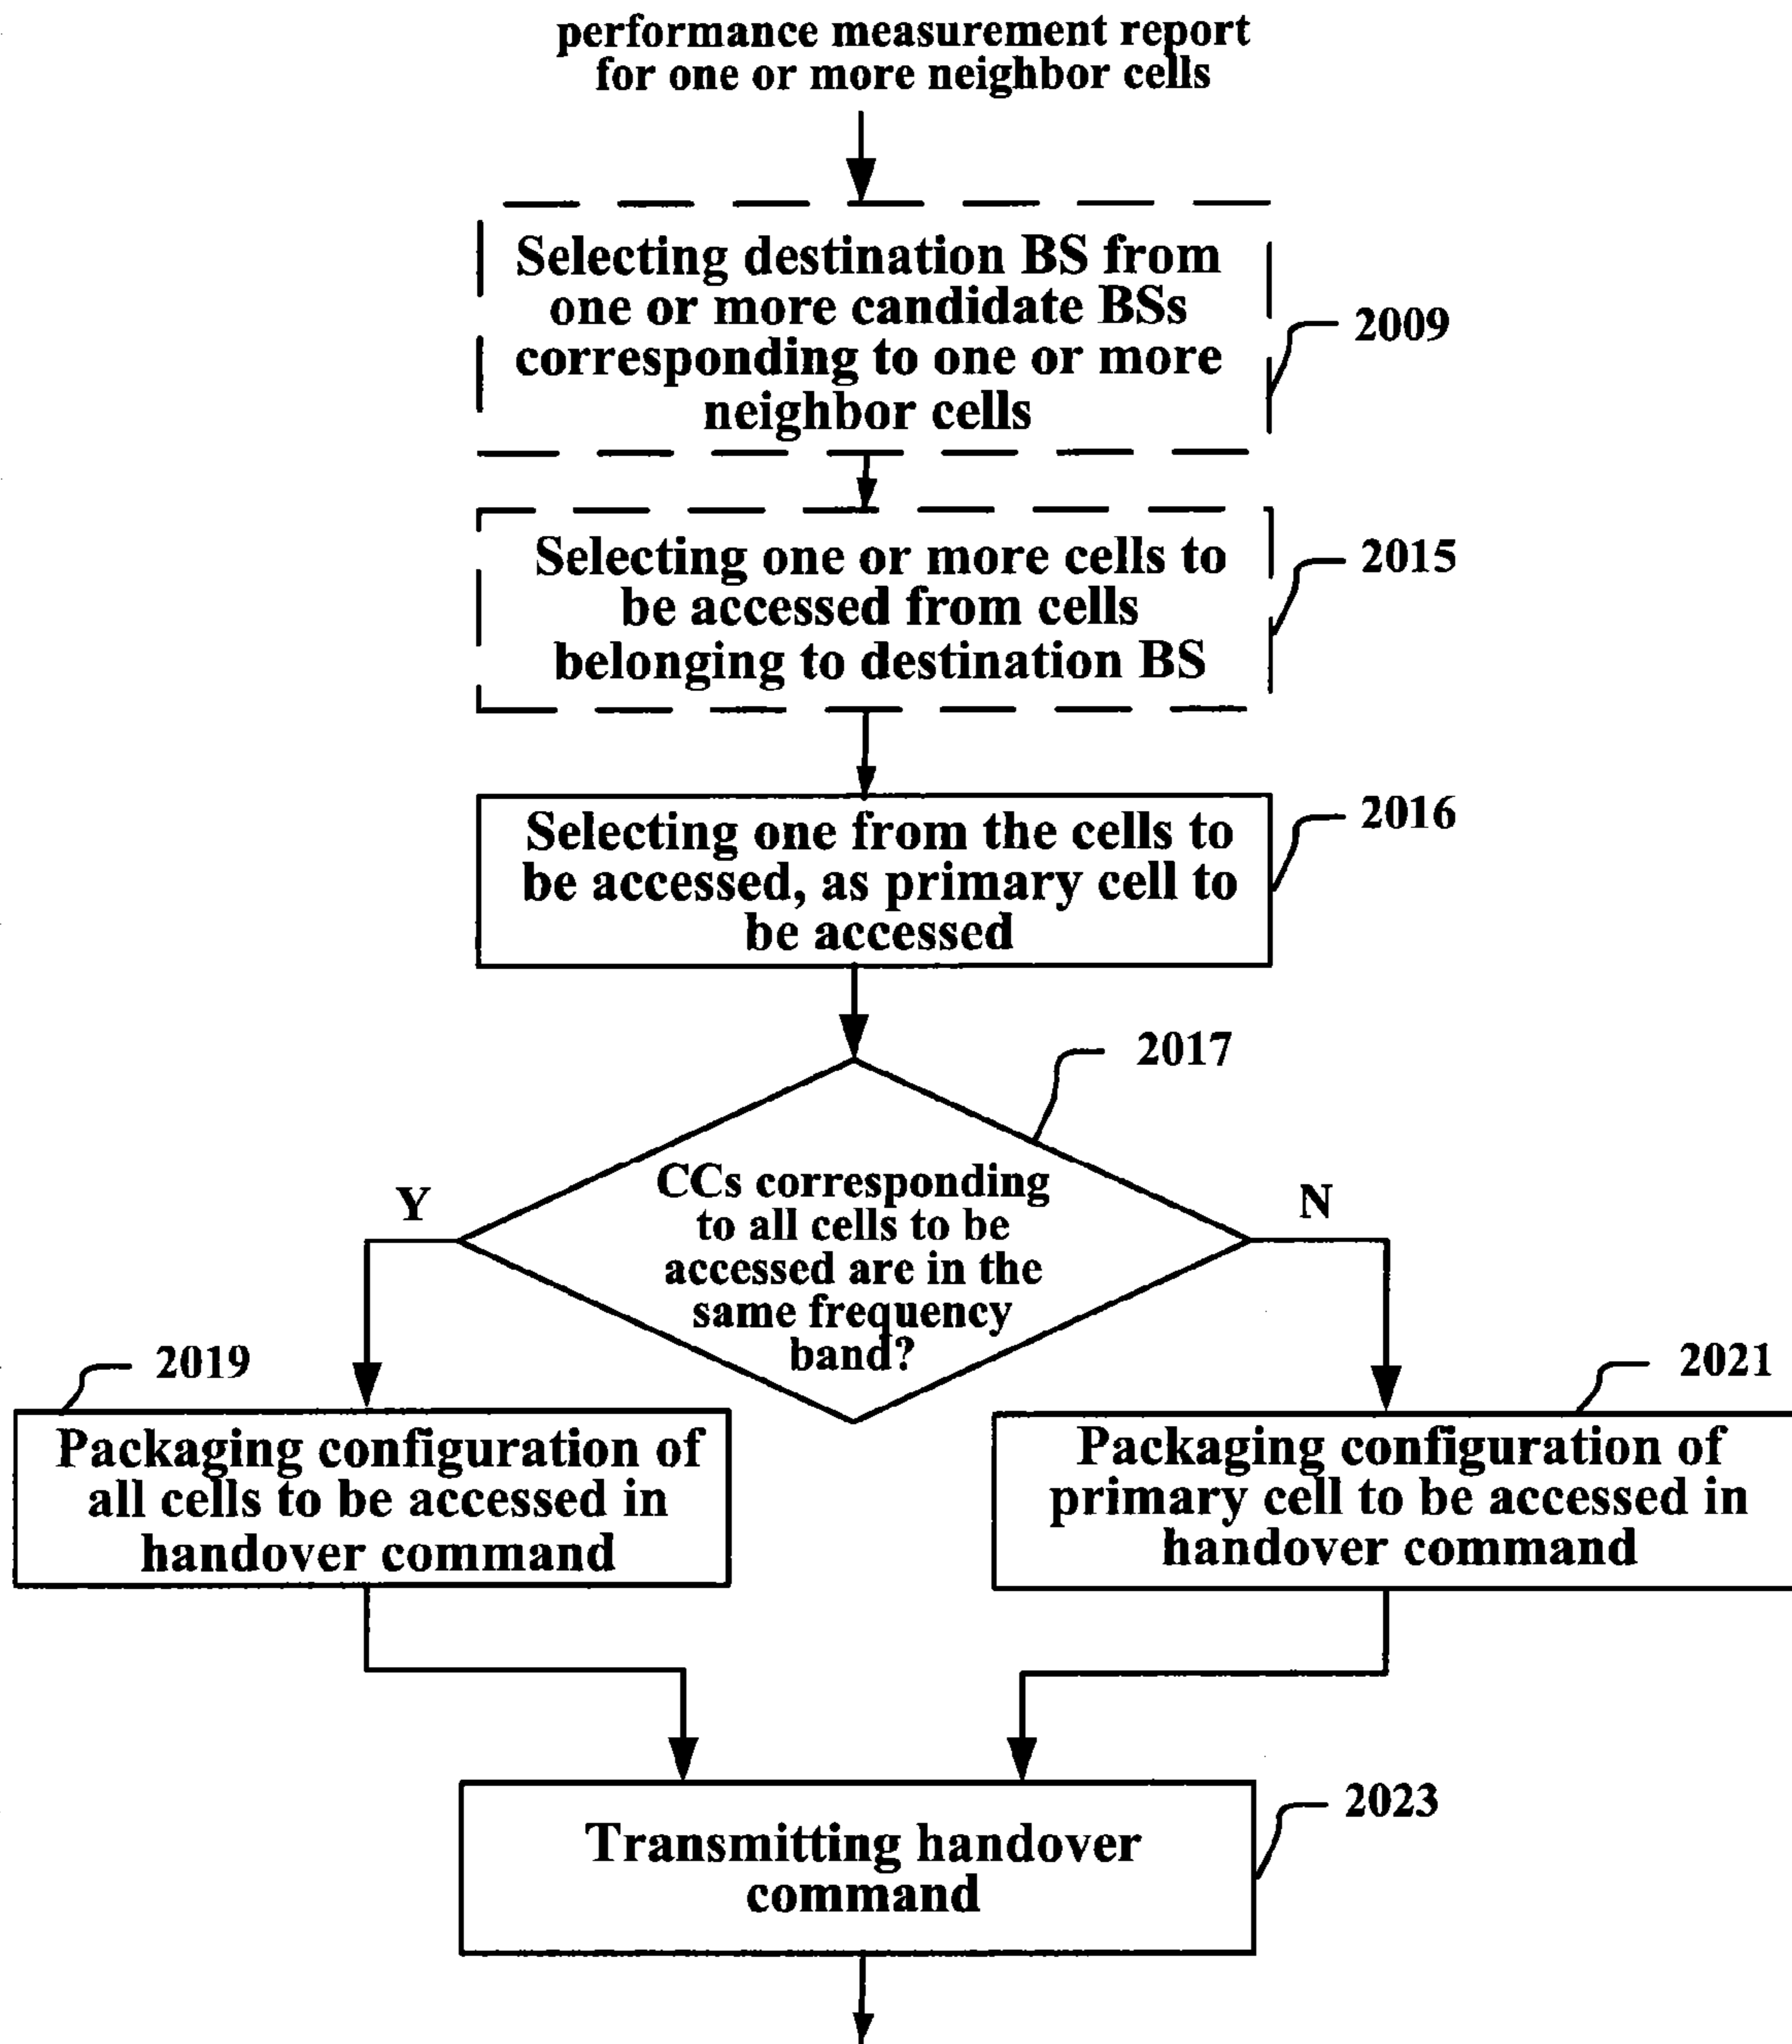 performance measurement report
for one or more neighbor cells
Selecting destination BS from
one or more candidate BSs
corresponding to one or more
neighbor cells
2009
Selecting one or more cells to
be accessed from cells
belonging to destination BS
2015
Selecting one from the cells to
be accessed, as primary cell to
be accessed
2016
2017
CCs corresponding
to all cells to be
accessed are in the
same frequency
band?
Y
N
2019
Packaging configuration of
all cells to be accessed in
handover command
2021
Packaging configuration of
primary cell to be accessed in
handover command
Transmitting handover
command
2023